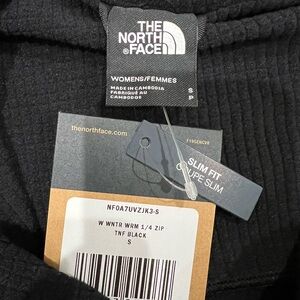 THE
NORTH
FACE
WOMENS/FEMMES
MADE IN CAMBODIA
FABRIQUÉ AU
CAMBODGE
S
P
thenorthface.com
SLIM FIT
COUPE SLIM
NF0A7UVZJK3-S
W WNTR WRM 1/4 ZIP
TNF BLACK
S